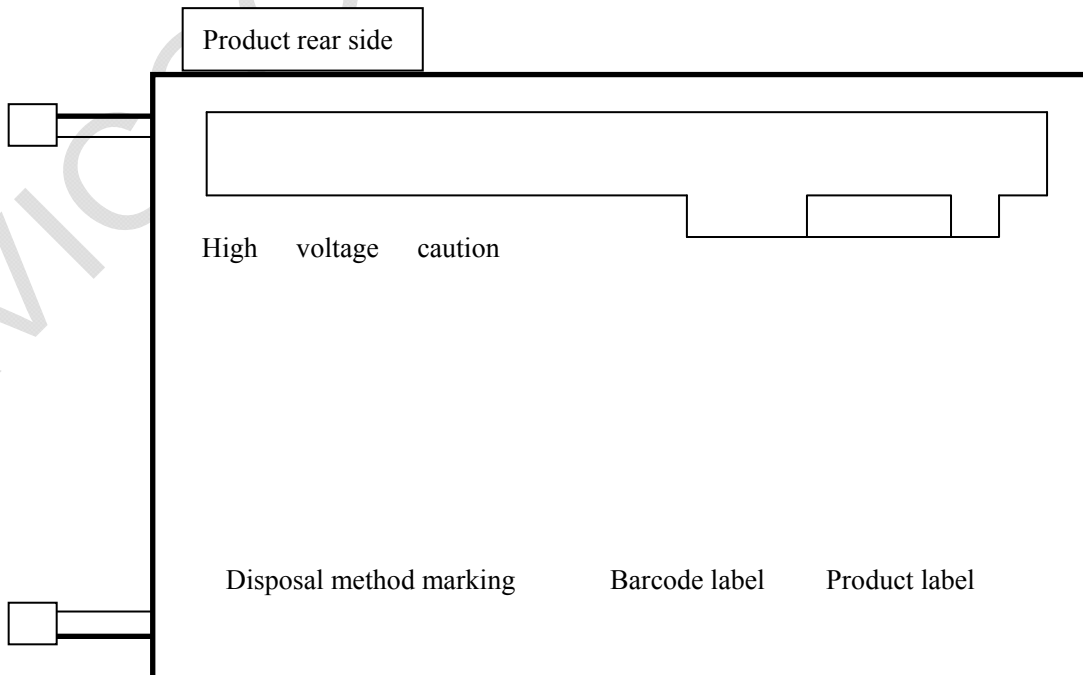 Product rear side
High voltage caution
Disposal method marking Barcode label Product label